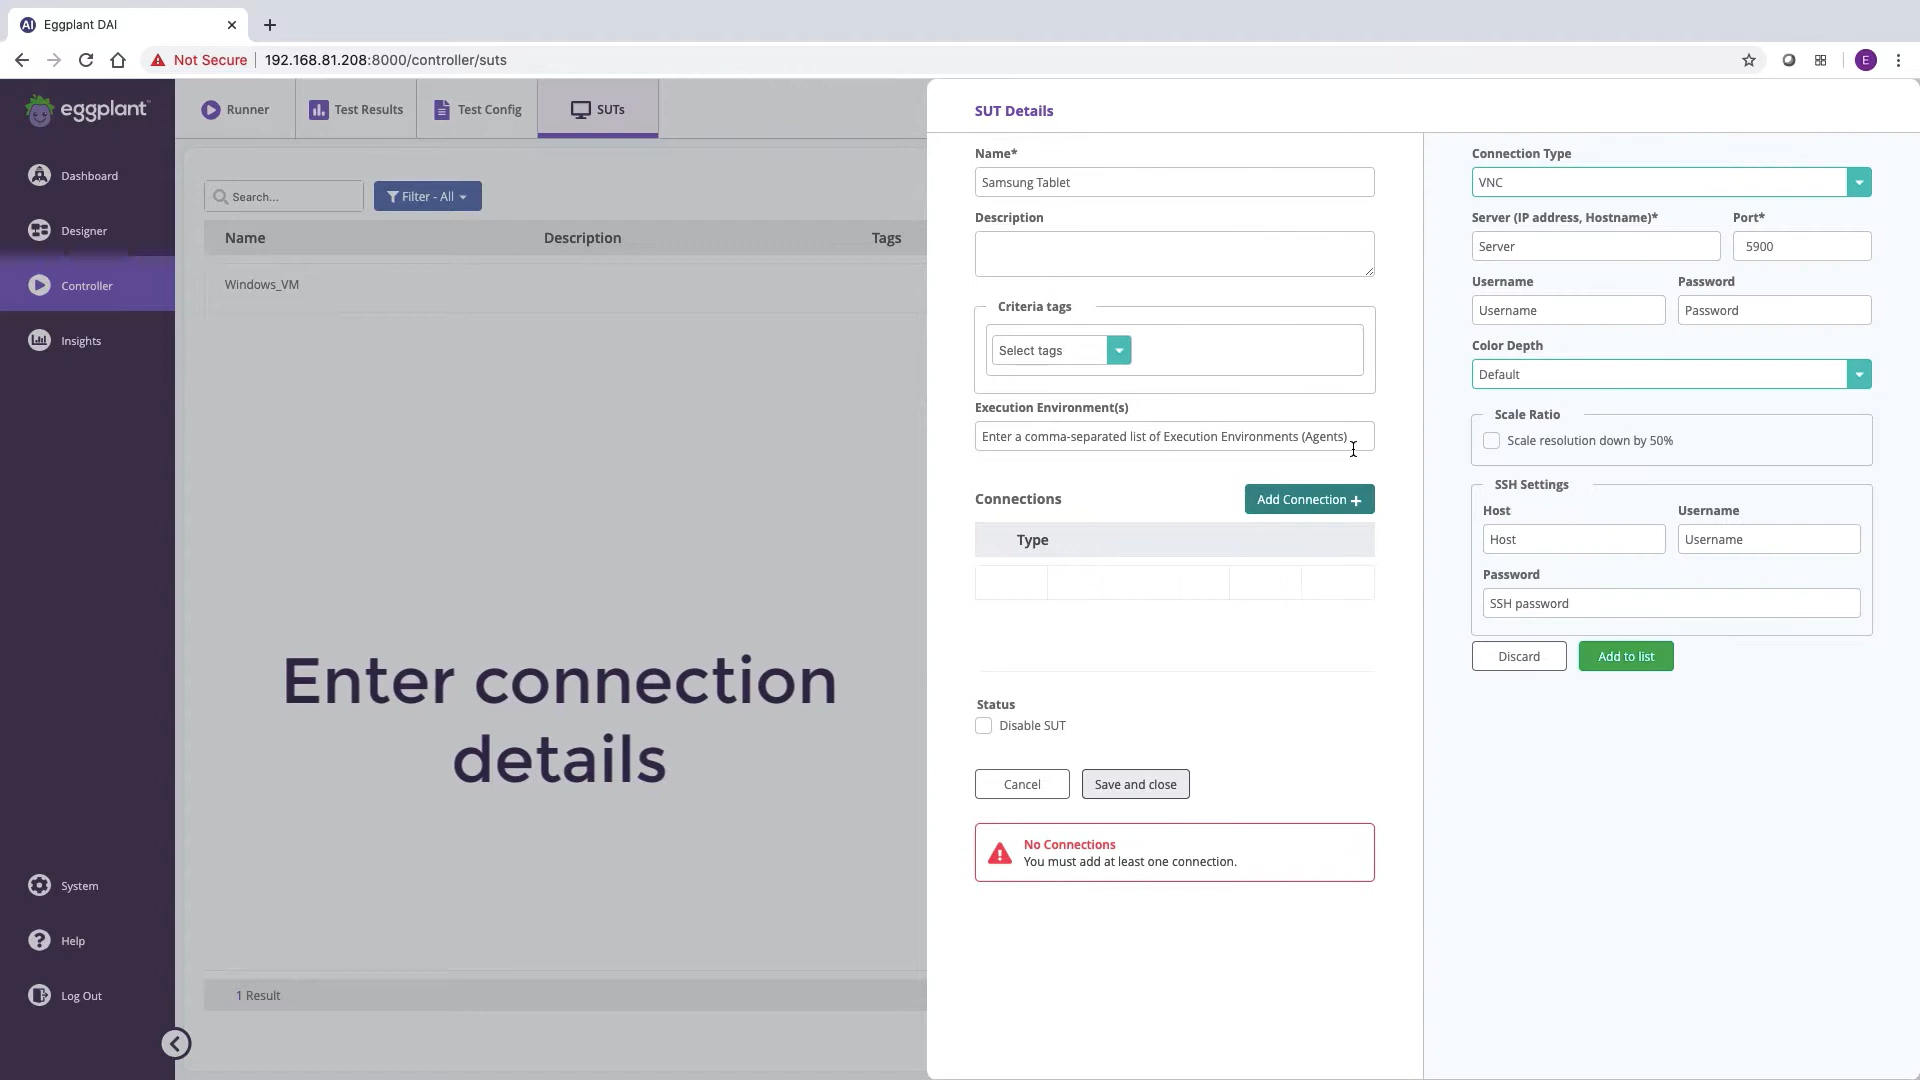 Eggplant DAI
Not Secure
192.168.81.208:8000/controller/suts
E
eggplant
Dashboard
Designer
Controller
Insights
System
Help
Log Out
Runner
Test Results
Test Config
SUTs
Search...
Filter - All
Name
Description
Tags
Windows_VM
Enter connection
details
1 Result
SUT Details
Name*
Samsung Tablet
Description
Criteria tags
Select tags
Execution Environment(s)
Enter a comma-separated list of Execution Environments (Agents)
Connections
Add Connection +
Type
Status
Disable SUT
Cancel
Save and close
No Connections
You must add at least one connection.
Connection Type
VNC
Server (IP address, Hostname)*
Port*
Server
5900
Username
Password
Username
Password
Color Depth
Default
Scale Ratio
Scale resolution down by 50%
SSH Settings
Host
Username
Host
Username
Password
SSH password
Discard
Add to list